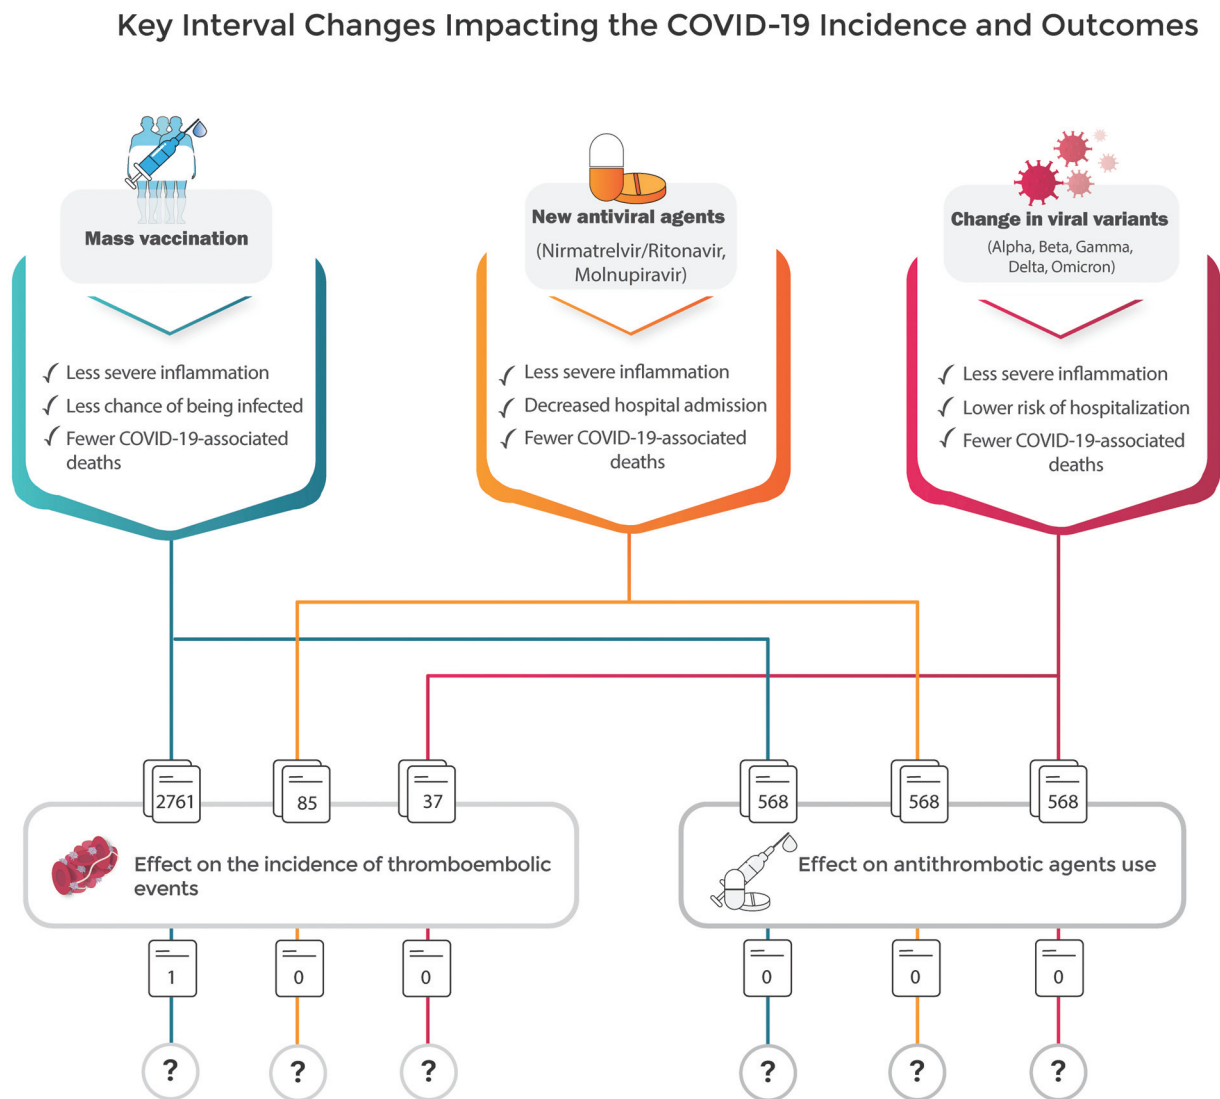 Key Interval Changes Impacting the COVID-19 Incidence and Outcomes
Mass vaccination
Less severe inflammation
Less chance of being infected
Fewer COVID-19-associated
deaths
New antiviral agents
(Nirmatrelvir/Ritonavir,
Molnupiravir)
Less severe inflammation
Decreased hospital admission
Fewer COVID-19-associated
deaths
Change in viral variants
(Alpha, Beta, Gamma,
Delta, Omicron)
Less severe inflammation
Lower risk of hospitalization
Fewer COVID-19-associated
deaths
2761
85
37
Effect on the incidence of thromboembolic
events
1
0
0
?
?
?
568
568
568
Effect on antithrombotic agents use
0
0
0
?
?
?